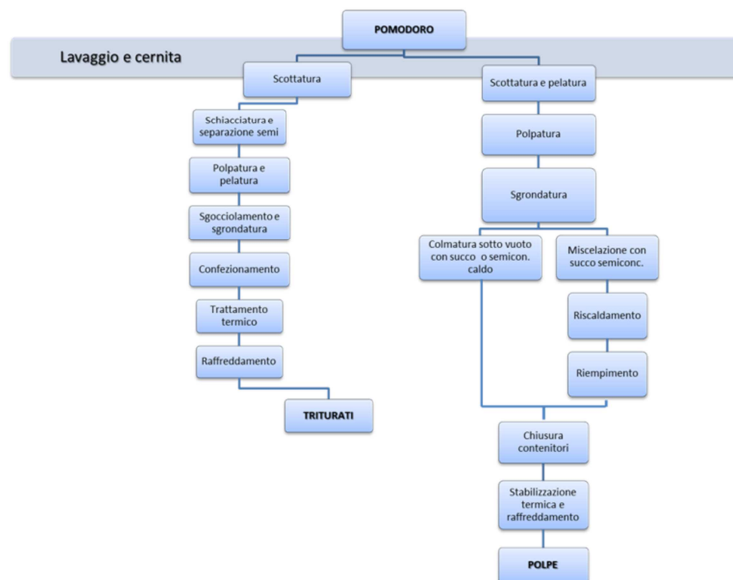 POMODORO
Lavaggio e cernita
Scottatura
Schiacciatura e
separazione semi
Polpatura e
pelatura
Sgocciolamento e
sgrondatura
Confezionamento
Trattamento
termico
Raffreddamento
TRITURATI
Scottatura e pelatura
Polpatura
Sgrondatura
Colmatura sotto vuoto
con succo o semicon.
caldo
Miscelazione con
succo semiconc.
Riscaldamento
Riempimento
Chiusura
contenitori
Stabilizzazione
termica e
raffreddamento
POLPE